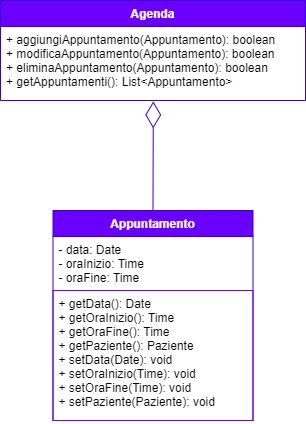 Agenda
+ aggiungiAppuntamento(Appuntamento): boolean
+ modificaAppuntamento(Appuntamento): boolean
+ eliminaAppuntamento(Appuntamento): boolean
+ getAppuntamenti(): List<Appuntamento>
Appuntamento
- data: Date
- oraInizio: Time
- oraFine: Time
+ getData(): Date
+ getOraInizio(): Time
+ getOraFine(): Time
+ getPaziente(): Paziente
+ setData(Date): void
+ setOraInizio(Time): void
+ setOraFine(Time): void
+ setPaziente(Paziente): void